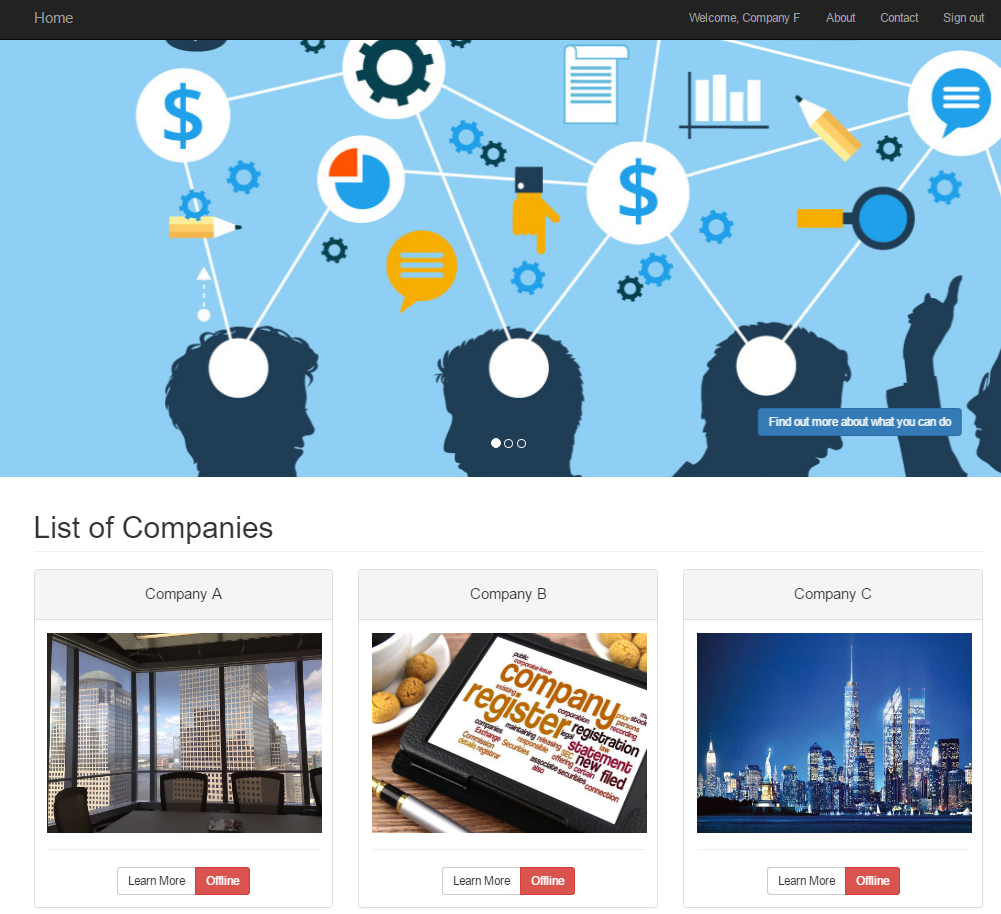 Home Welcome, Company F About Contact Sign out
$
$
Find out more about what you can do
List of Companies
Company A Company B Company C
public
corporate issue
company
existing
register
corporation
prior
persons
recording
companies
maintaining
legal
registration
law
Exchange
releasing
statement
Commission
Securities
responsible
SEC
new filed
details registrar
offering certain
associate securities
also
connection
Learn More Offline Learn More Offline Learn More Offline